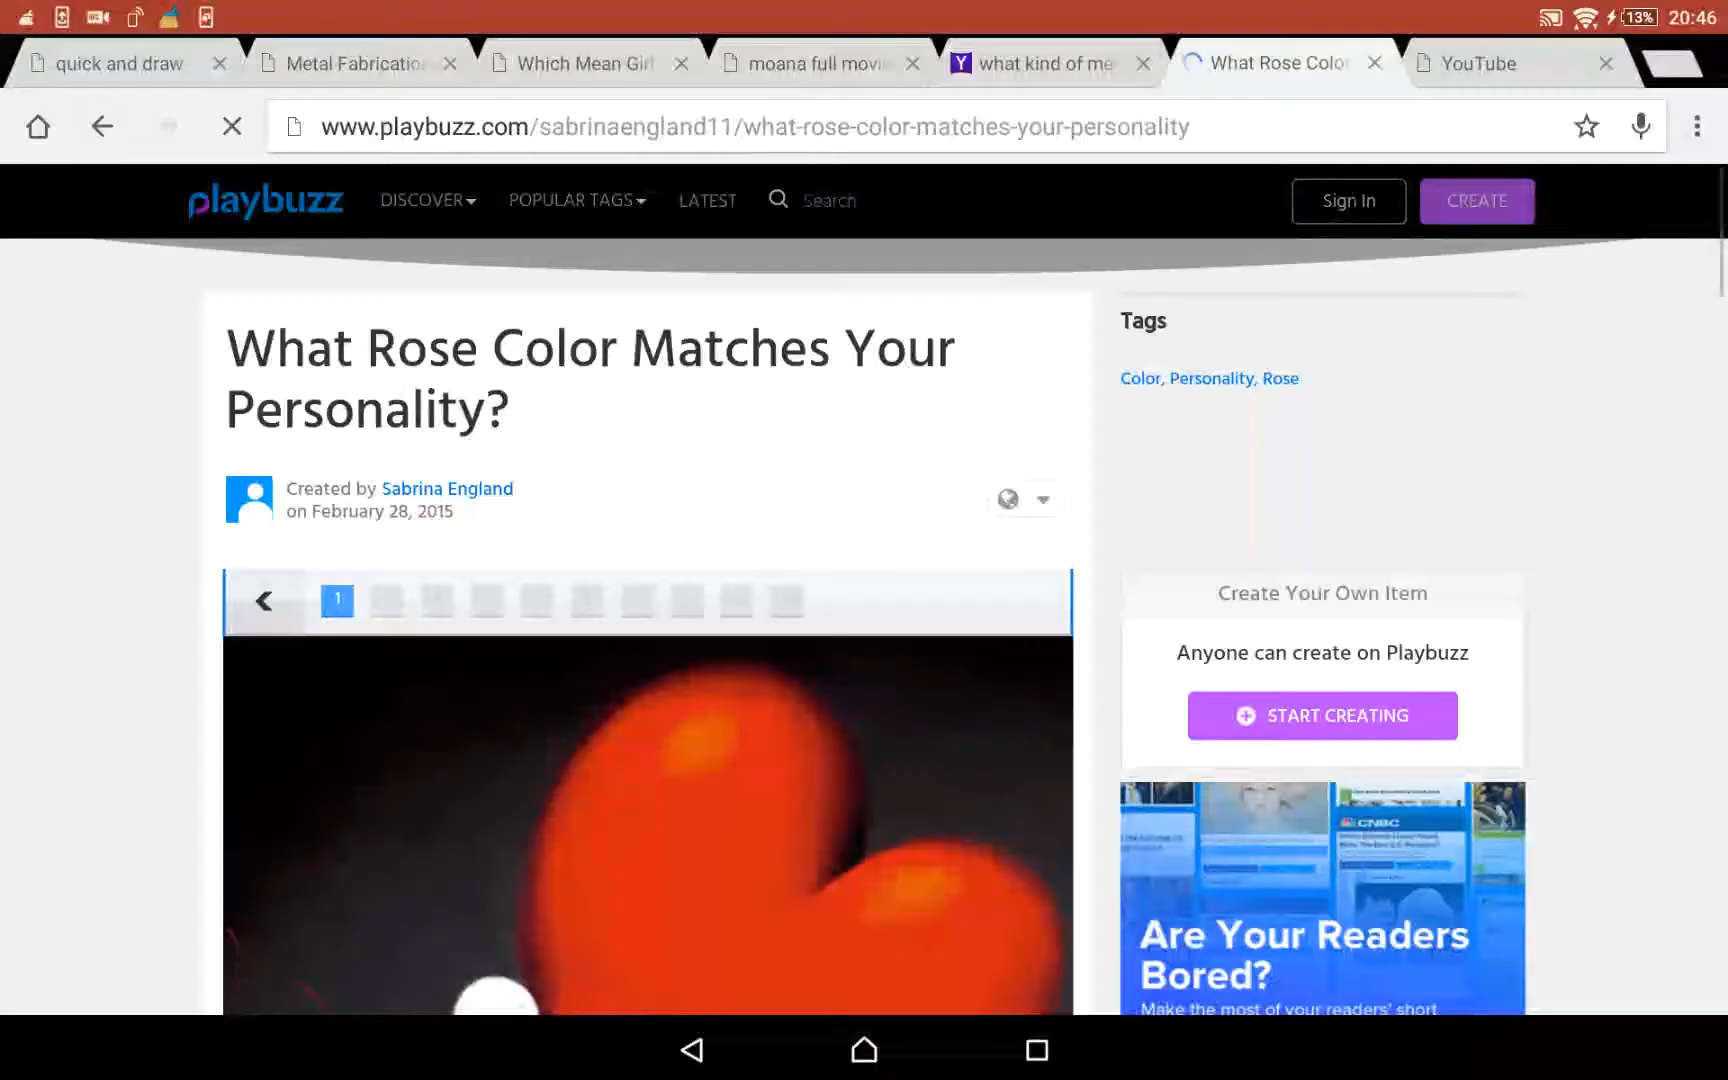 13% 20:46
quick and draw
Metal Fabricatio
Which Mean Girl
moana full movi
Y what kind of me
What Rose Color
YouTube
www.playbuzz.com/sabrinaengland11/what-rose-color-matches-your-personality
playbuzz
DISCOVER
POPULAR TAGS
LATEST
Search
Sign In
CREATE
What Rose Color Matches Your
Personality?
Created by Sabrina England
on February 28, 2015
1
Tags
Color, Personality, Rose
Create Your Own Item
Anyone can create on Playbuzz
START CREATING
CNBC
Are Your Readers
Bored?
Make the most of your readers' short